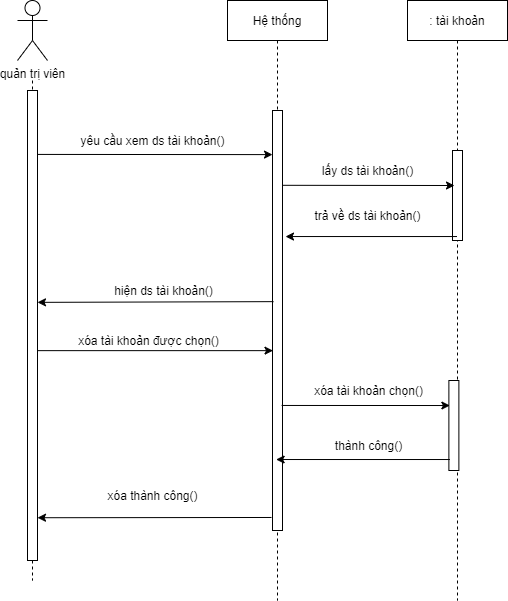 Hệ thống
: tài khoản
quản trị viên
yêu cầu xem ds tài khoản()
lấy ds tài khoản()
trả về ds tài khoản()
hiện ds tài khoản()
xóa tài khoản được chọn()
xóa tài khoản chọn()
thành công()
xóa thành công()